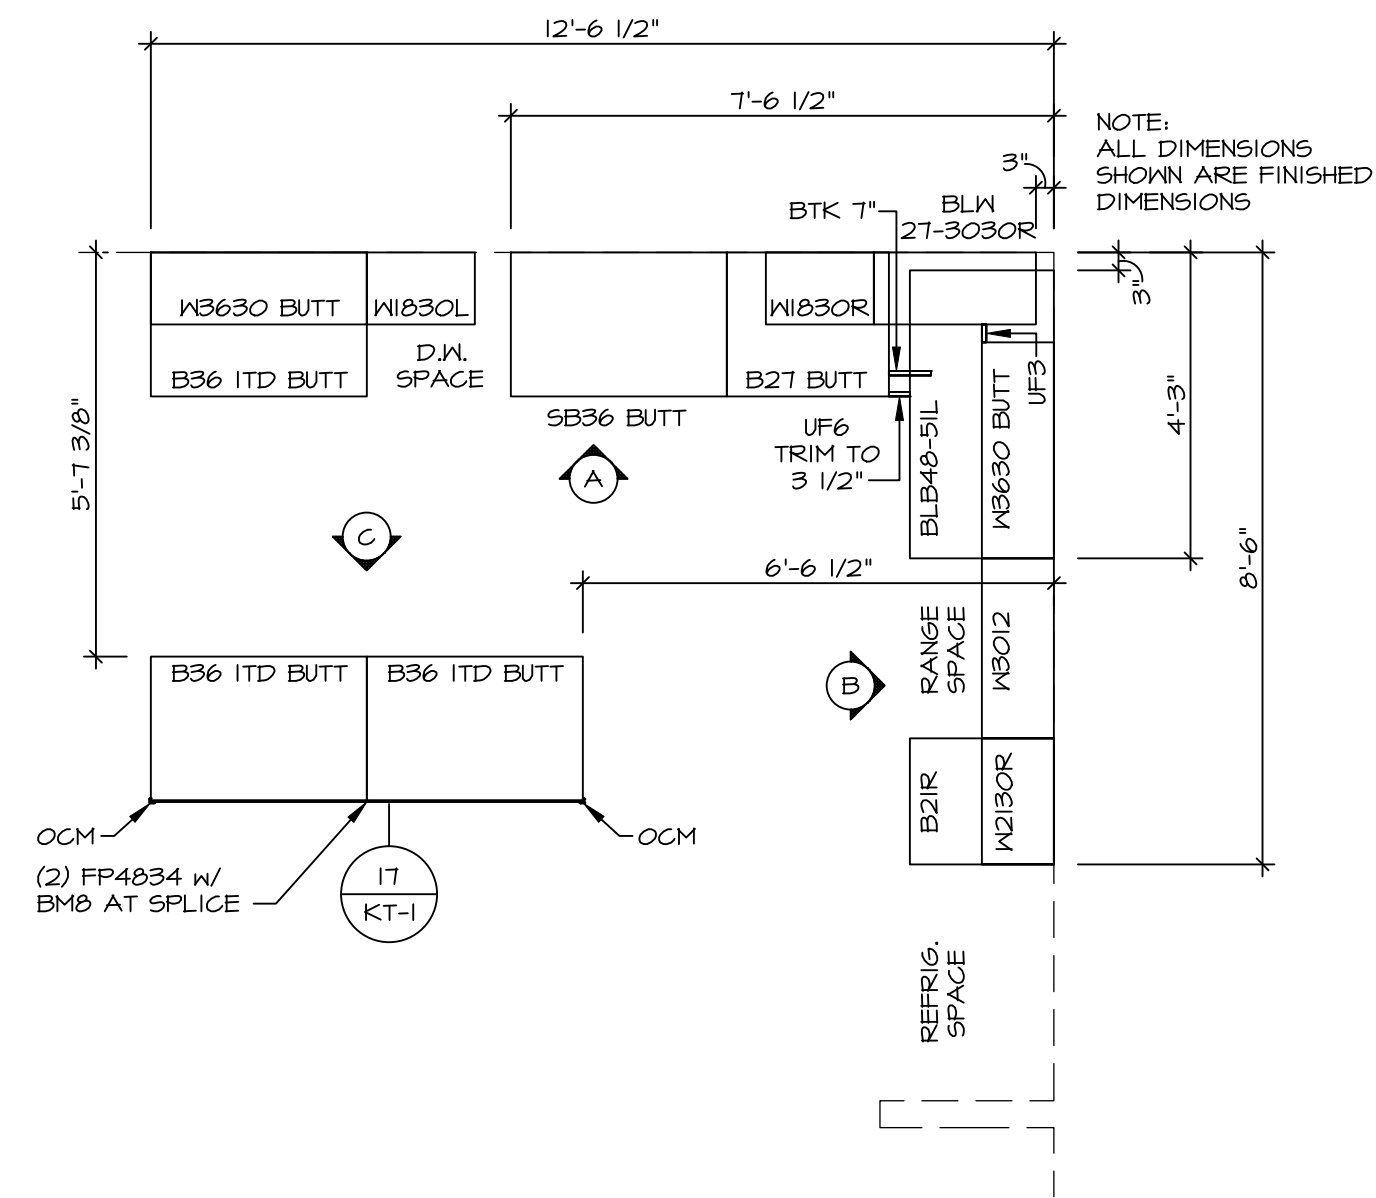 12'-6 1/2"
7'-6 1/2"
NOTE:
ALL DIMENSIONS
SHOWN ARE FINISHED
DIMENSIONS
3"
BTK 7"
BLW
27-3030R
W3630 BUTT
W1830L
W1830R
3"
B36 1TD BUTT
D.W.
SPACE
B27 BUTT
SB36 BUTT
UF6
TRIM TO
3 1/2"
BLB48-51L
W3630 BUTT
UF3
4'-3"
5'-7 3/8"
A
C
8'-6"
6'-6 1/2"
RANGE
SPACE
W3012
B36 1TD BUTT
B36 1TD BUTT
B
B21R
W2130R
OCM
OCM
(2) FP4834 W/
BM8 AT SPLICE
17
KT-1
REFRIG.
SPACE